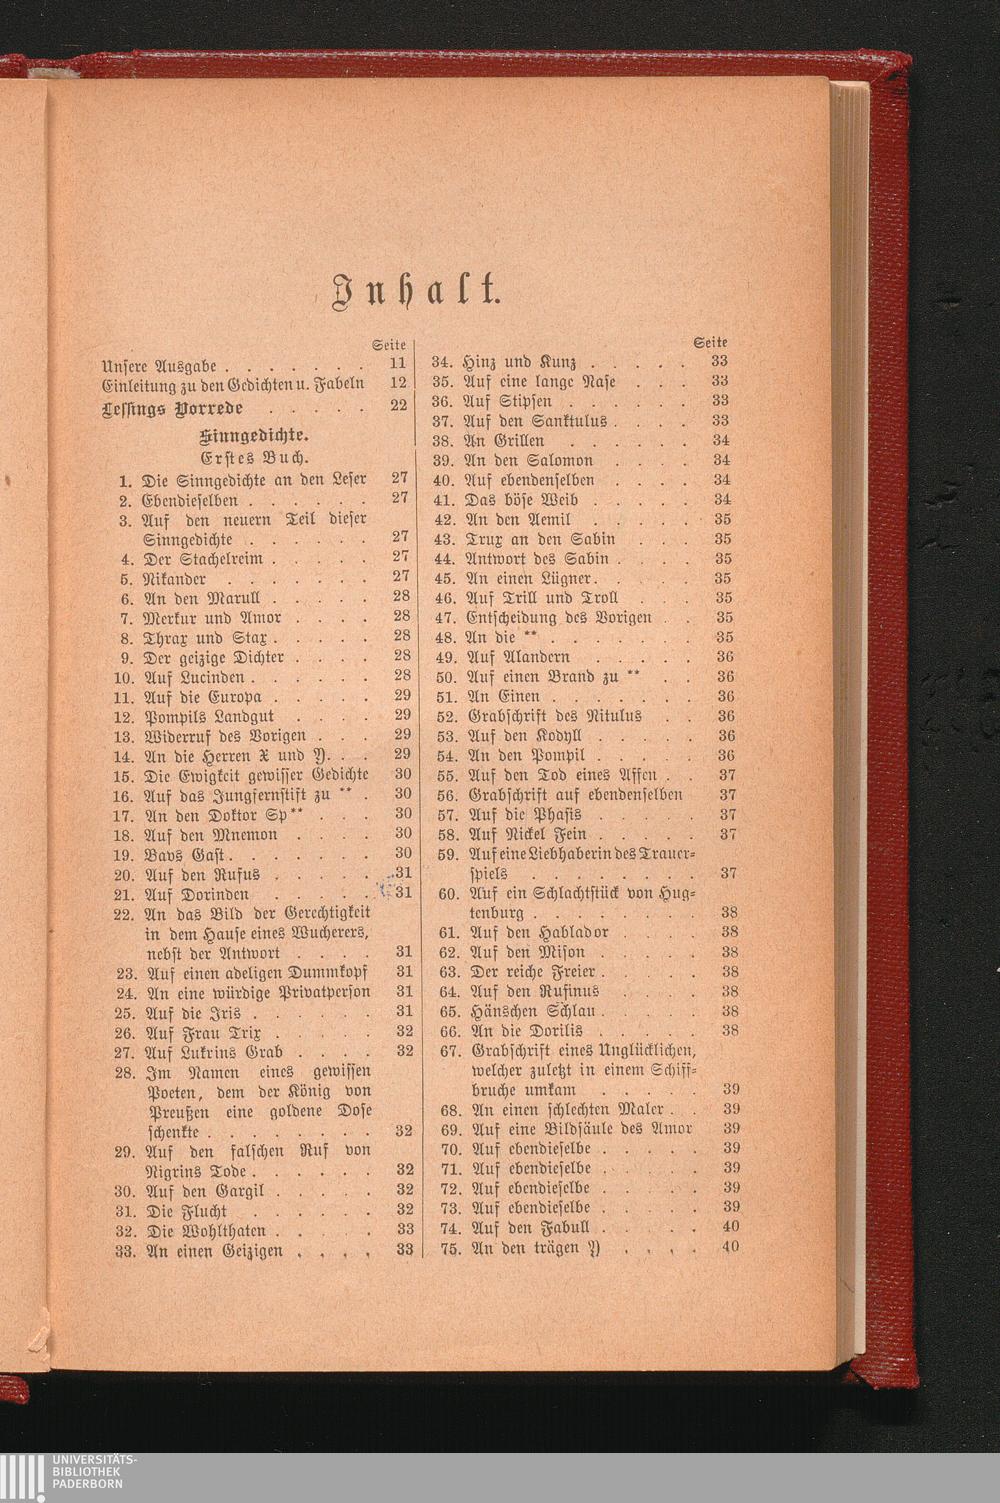 Inhalt.
Seite
Unsere Ausgabe . . . . . . . 11
Einleitung zu den Gedichten u. Fabeln 12
Lessings Vorrede . . . . . 22
Sinngedichte.
Erstes Buch.
1. Die Sinngedichte an den Leser 27
2. Ebendieselben . . . . . . 27
3. Auf den neuern Teil dieser
Sinngedichte . . . . . . 27
4. Der Stachelreim . . . . . 27
5. Nikander . . . . . . . 27
6. An den Marull . . . . . 28
7. Merkur und Amor . . . . 28
8. Thrax und Stax . . . . . 28
9. Der geizige Dichter . . . . 28
10. Auf Lucinden . . . . . . 28
11. Auf die Europa . . . . . 29
12. Pompils Landgut . . . . 29
13. Widerruf des Vorigen . . . 29
14. An die Herren X und Y. . . 29
15. Die Ewigkeit gewisser Gedichte 30
16. Auf das Jungfernstift zu ** . 30
17. An den Doktor Sp** . . . 30
18. Auf den Mnemon . . . . 30
19. Bavs Gast . . . . . . . 30
20. Auf den Rufus . . . . . 31
21. Auf Dorinden . . . . . 31
22. An das Bild der Gerechtigkeit
in dem Hause eines Wucherers,
nebst der Antwort . . . . 31
23. Auf einen adeligen Dummkopf 31
24. An eine würdige Privatperson 31
25. Auf die Iris . . . . . . 31
26. Auf Frau Trix . . . . . 32
27. Auf Lukrins Grab . . . . 32
28. Im Namen eines gewissen
Poeten, dem der König von
Preußen eine goldene Dose
schenkte . . . . . . . . 32
29. Auf den falschen Ruf von
Nigrins Tode . . . . . . 32
30. Auf den Gargil . . . . . 32
31. Die Flucht . . . . . . 32
32. Die Wohlthaten . . . . . 33
33. An einen Geizigen . . . . 33
Seite
34. Hinz und Kunz . . . . . 33
35. Auf eine lange Nase . . . 33
36. Auf Stipsen . . . . . . 33
37. Auf den Sanktulus . . . . 33
38. An Grillen . . . . . . 34
39. An den Salomon . . . . 34
40. Auf ebendenselben . . . . 34
41. Das böse Weib . . . . . 34
42. An den Aemil . . . . . 35
43. Trux an den Sabin . . . 35
44. Antwort des Sabin . . . . 35
45. An einen Lügner . . . . . 35
46. Auf Trill und Troll . . . 35
47. Entscheidung des Vorigen . . 35
48. An die ** . . . . . . . 35
49. Auf Alandern . . . . . 36
50. Auf einen Brand zu ** . . 36
51. An Einen . . . . . . . 36
52. Grabschrift des Nitulus . . 36
53. Auf den Kodyll . . . . . 36
54. An den Pompil . . . . . 36
55. Auf den Tod eines Affen . . 37
56. Grabschrift auf ebendenselben 37
57. Auf die Phasis . . . . . 37
58. Auf Nickel Fein . . . . . 37
59. Auf eine Liebhaberin des Trauer-
spiels . . . . . . . . 37
60. Auf ein Schlachtstück von Hug-
tenburg . . . . . . . . 38
61. Auf den Hablador . . . . 38
62. Auf den Mison . . . . . 38
63. Der reiche Freier . . . . . 38
64. Auf den Rufinus . . . . 38
65. Hänschen Schlau . . . . . 38
66. An die Dorilis . . . . . 38
67. Grabschrift eines Unglücklichen,
welcher zuletzt in einem Schiff-
bruche umkam . . . . . 39
68. An einen schlechten Maler . . 39
69. Auf eine Bildsäule des Amor 39
70. Auf ebendieselbe . . . . . 39
71. Auf ebendieselbe . . . . . 39
72. Auf ebendieselbe . . . . . 39
73. Auf ebendieselbe . . . . . 39
74. Auf den Fabull . . . . . 40
75. An den trägen Y) . . . . 40
UNIVERSITÄTS-
BIBLIOTHEK
PADERBORN